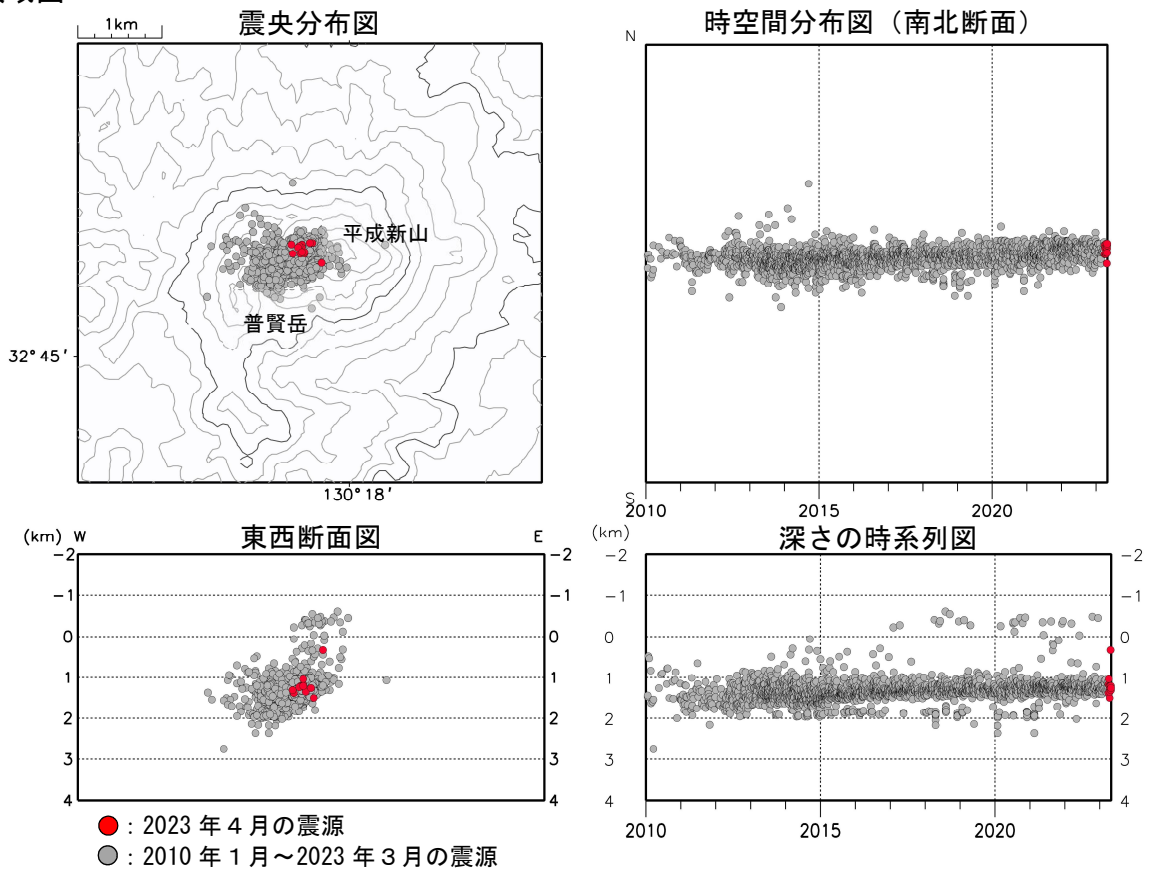 1km
震央分布図
平成新山
普賢岳
32°45′
130°18′
時空間分布図（南北断面）
N
S
2010 2015 2020
東西断面図
(km) W E
-2 -2
-1 -1
0 0
1 1
2 2
3 3
4 4
深さの時系列図
(km)
-2 -2
-1 -1
0 0
1 1
2 2
3 3
4 4
2010 2015 2020
：2023 年４月の震源
：2010 年１月～2023 年３月の震源